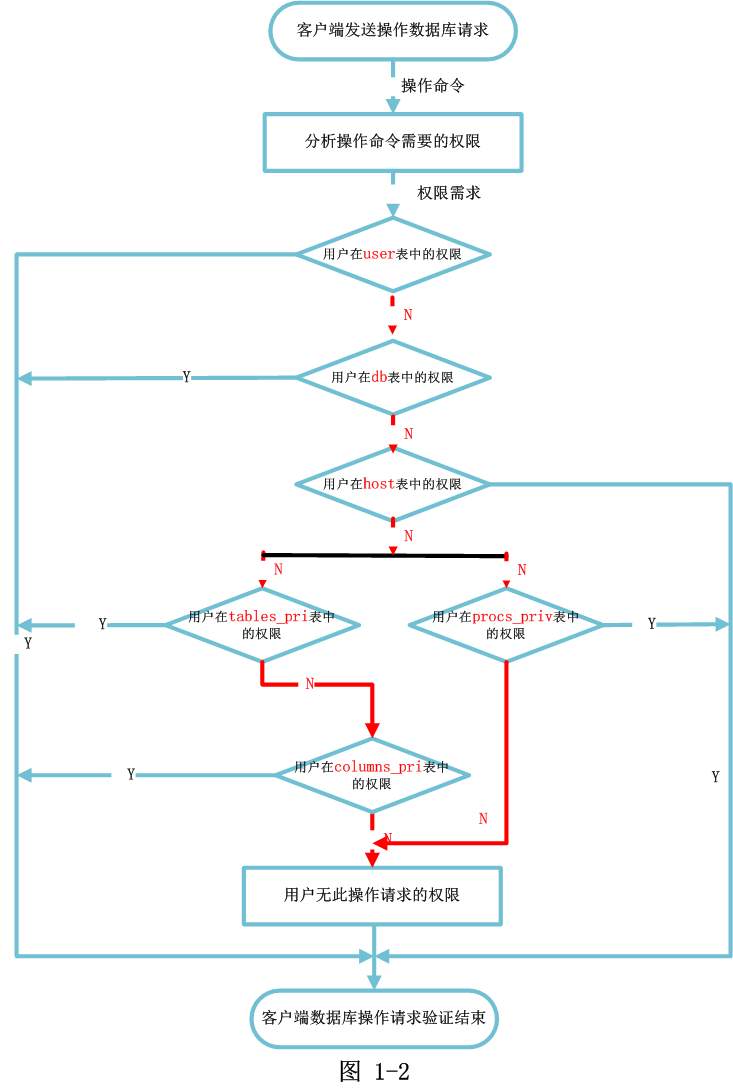 客户端发送操作数据库请求
操作命令
分析操作命令需要的权限
权限需求
用户在user表中的权限
N
用户在db表中的权限
Y
N
用户在host表中的权限
N
N
N
用户在tables_pri表中
的权限
Y
用户在procs_priv表中
的权限
Y
Y
N
用户在columns_pri表中
的权限
Y
Y
N
N
用户无此操作请求的权限
客户端数据库操作请求验证结束
图 1-2